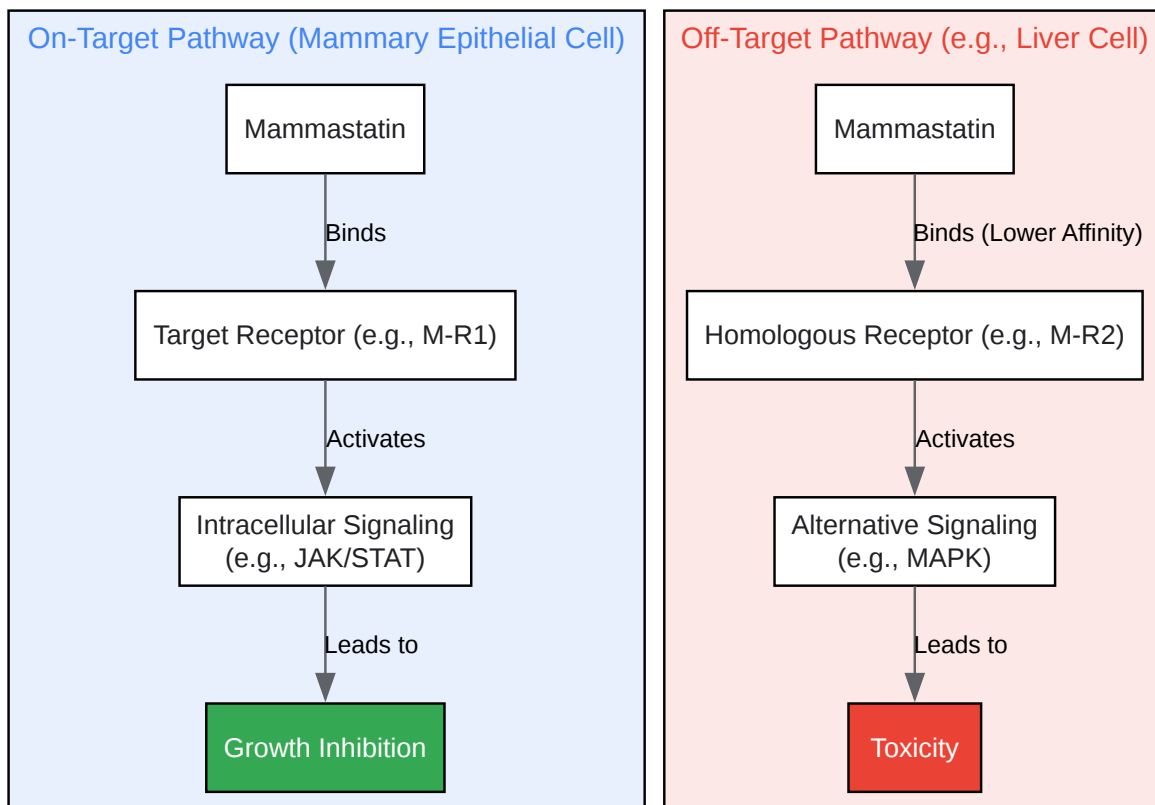 On-Target Pathway (Mammary Epithelial Cell)
Mammastatin
Binds
Target Receptor (e.g., M-R1)
Activates
Intracellular Signaling
(e.g., JAK/STAT)
Leads to
Growth Inhibition
Off-Target Pathway (e.g., Liver Cell)
Mammastatin
Binds (Lower Affinity)
Homologous Receptor (e.g., M-R2)
Activates
Alternative Signaling
(e.g., MAPK)
Leads to
Toxicity